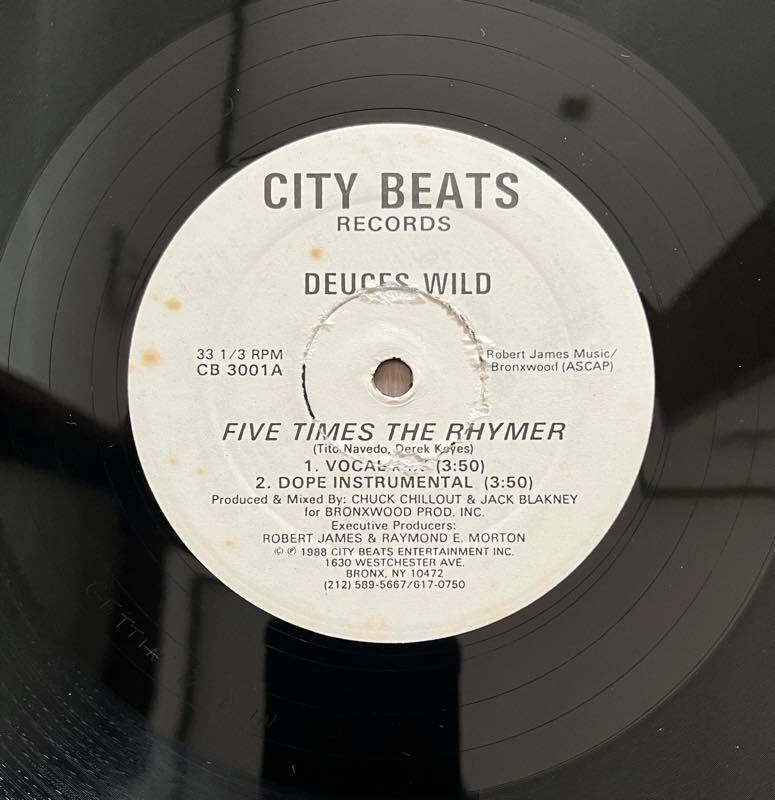 CITY BEATS
RECORDS
DEUCES WILD
33 1/3 RPM
CB 3001A
Robert James Music/
Bronxwood (ASCAP)
FIVE TIMES THE RHYMER
(Tito Navedo, Derek Keyes)
1. VOCAL (3:50)
2. DOPE INSTRUMENTAL (3:50)
Produced & Mixed By: CHUCK CHILLOUT & JACK BLAKNEY
for BRONXWOOD PROD. INC.
Executive Producers:
ROBERT JAMES & RAYMOND E. MORTON
© ℗ 1988 CITY BEATS ENTERTAINMENT INC.
1630 WESTCHESTER AVE.
BRONX, NY 10472
(212) 589-5667/617-0750